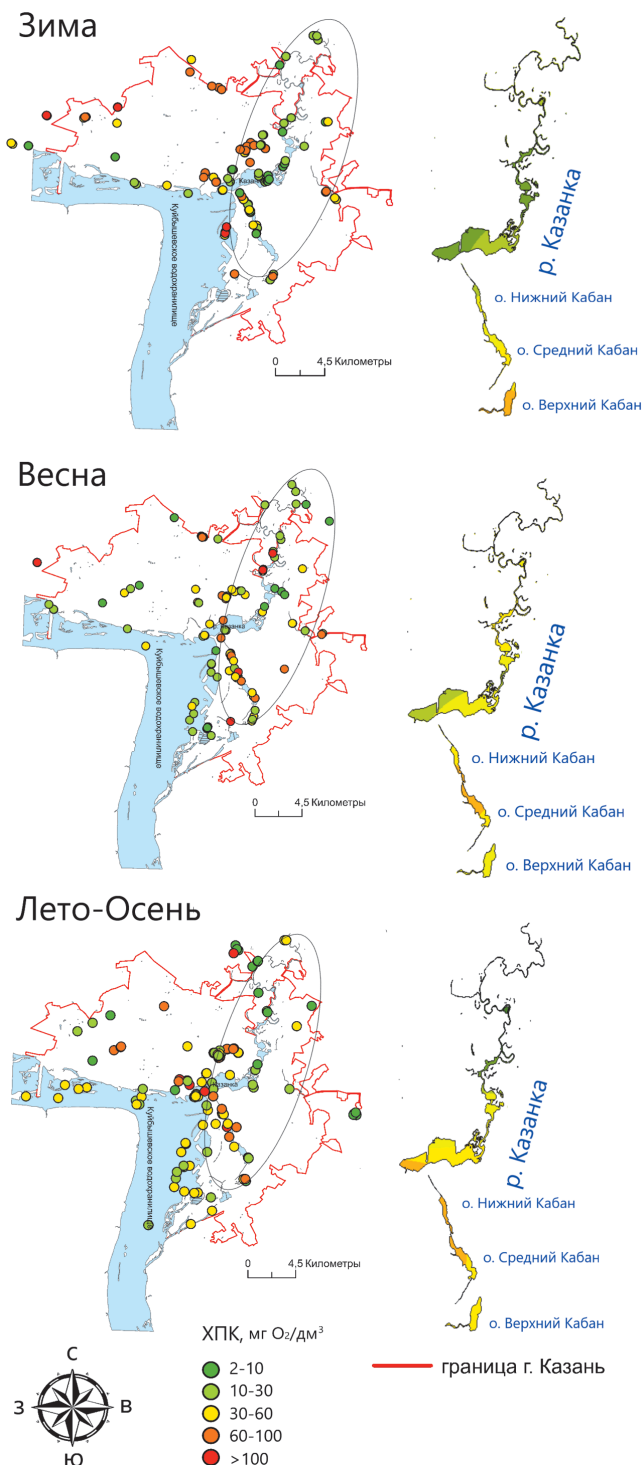 Зима
Казанка
Куйбышевское водохранилище
р. Казанка
о. Нижний Кабан
о. Средний Кабан
о. Верхний Кабан
0 4,5 Километры
Весна
р. Казанка
Куйбышевское водохранилище
р. Казанка
о. Нижний Кабан
о. Средний Кабан
о. Верхний Кабан
0 4,5 Километры
Лето-Осень
Казанка
Куйбышевское водохранилище
р. Казанка
о. Нижний Кабан
о. Средний Кабан
о. Верхний Кабан
0 4,5 Километры
ХПК, мг О₂/дм³
2-10
10-30
30-60
60-100
>100
граница г. Казань
С
З В
Ю